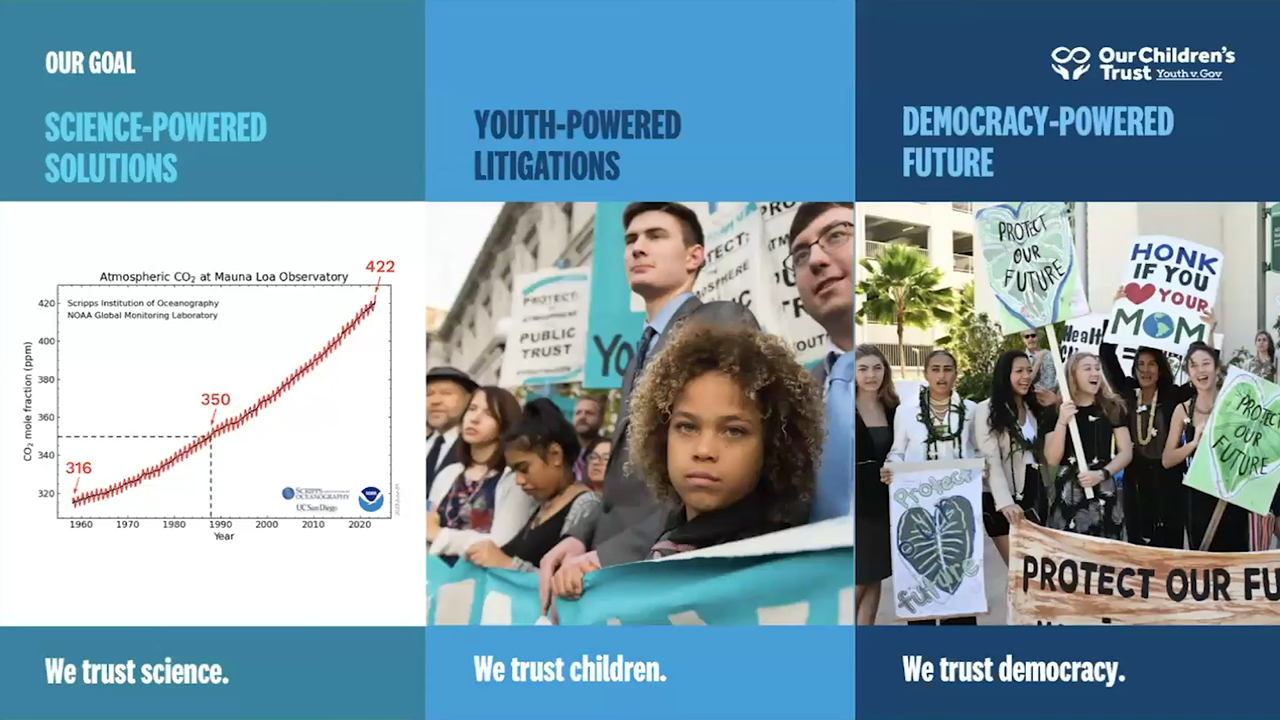 OUR GOAL
SCIENCE-POWERED
SOLUTIONS
YOUTH-POWERED
LITIGATIONS
OurChildren's
Trust Youth v. Gov
DEMOCRACY-POWERED
FUTURE
Atmospheric CO₂ at Mauna Loa Observatory
Scripps Institution of Oceanography
NOAA Global Monitoring Laboratory
422
350
316
CO₂ mole fraction (ppm)
420
400
380
360
340
320
SCRIPPS
OCEANOGRAPHY
UC San Diego
1960 1970 1980 1990 2000 2010 2020
Year
PROTECT
PUBLIC
TRUST
YO
PROTECT
OUR
FUTURE
HONK
IF YOU
YOUR
MOM
Protect
future
PROTECT
OUR
FUTURE
PROTECT OUR FU
We trust science.
We trust children.
We trust democracy.